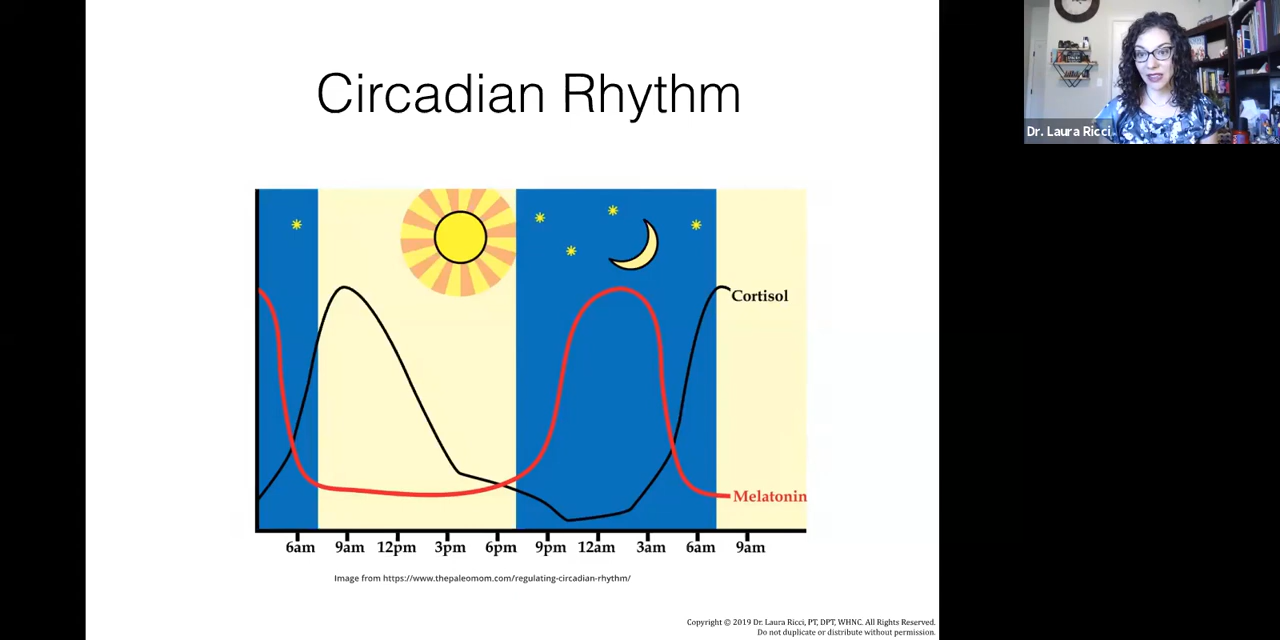 Circadian Rhythm
Dr. Laura Ricci
Cortisol
Melatonin
6am 9am 12pm 3pm 6pm 9pm 12am 3am 6am 9am
Image from https://www.thepaleomom.com/regulating-circadian-rhythm/
Copyright © 2019 Dr. Laura Ricci, PT, DPT, WHNC. All Rights Reserved.
Do not duplicate or distribute without permission.